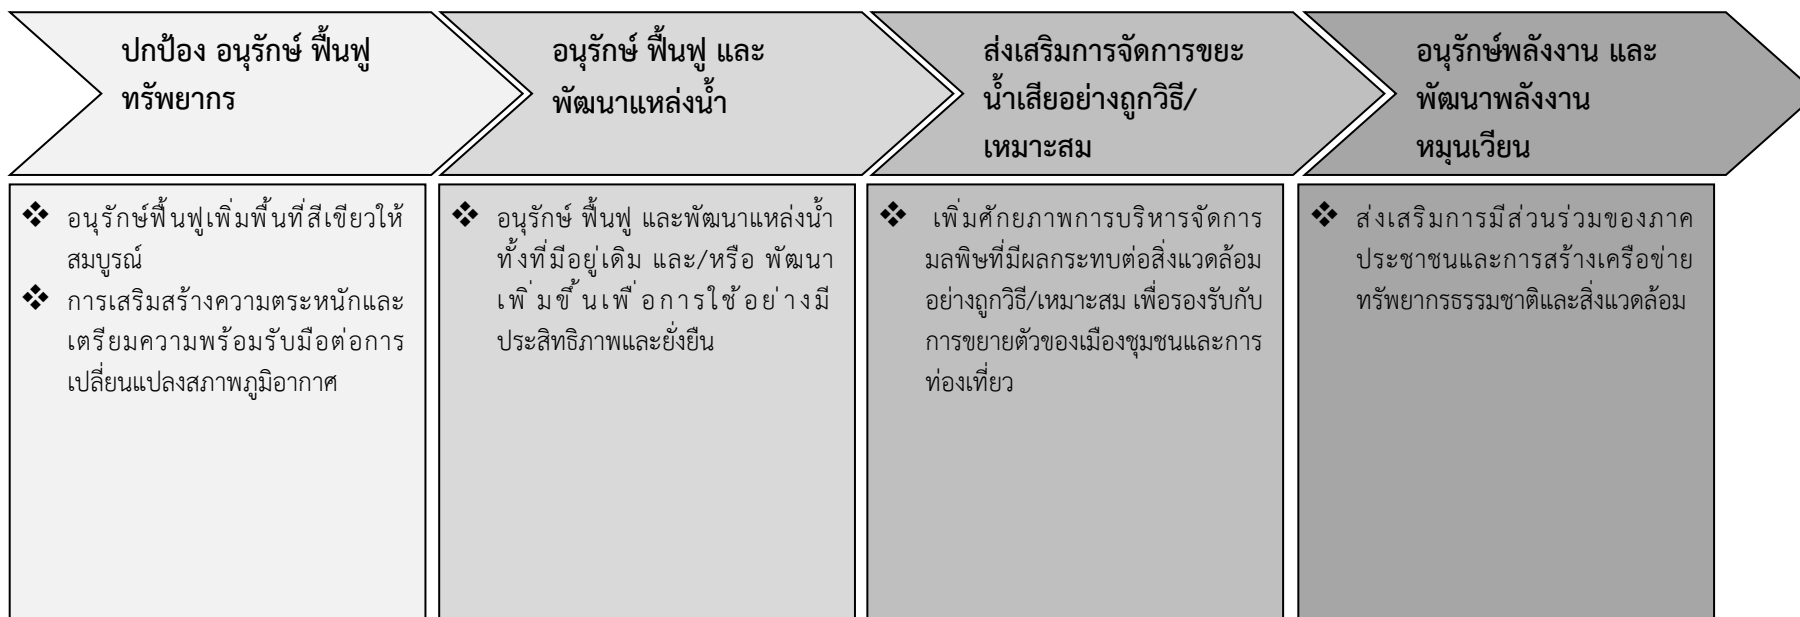 ปกป้อง อนุรักษ์ ฟื้นฟู
ทรัพยากร
อนุรักษ์ ฟื้นฟู และ
พัฒนาแหล่งน้ำ
ส่งเสริมการจัดการขยะ
น้ำเสียอย่างถูกวิธี/
เหมาะสม
อนุรักษ์พลังงาน และ
พัฒนาพลังงาน
หมุนเวียน
❖ อนุรักษ์ฟื้นฟูเพิ่มพื้นที่สีเขียวให้
สมบูรณ์
❖ การเสริมสร้างความตระหนักและ
เตรียมความพร้อมรับมือต่อการ
เปลี่ยนแปลงสภาพภูมิอากาศ
❖ อนุรักษ์ ฟื้นฟู และพัฒนาแหล่งน้ำ
ทั้งที่มีอยู่เดิม และ/หรือ พัฒนา
เพิ่มขึ้นเพื่อการใช้อย่างมี
ประสิทธิภาพและยั่งยืน
❖ เพิ่มศักยภาพการบริหารจัดการ
มลพิษที่มีผลกระทบต่อสิ่งแวดล้อม
อย่างถูกวิธี/เหมาะสม เพื่อรองรับกับ
การขยายตัวของเมืองชุมชนและการ
ท่องเที่ยว
❖ ส่งเสริมการมีส่วนร่วมของภาค
ประชาชนและการสร้างเครือข่าย
ทรัพยากรธรรมชาติและสิ่งแวดล้อม